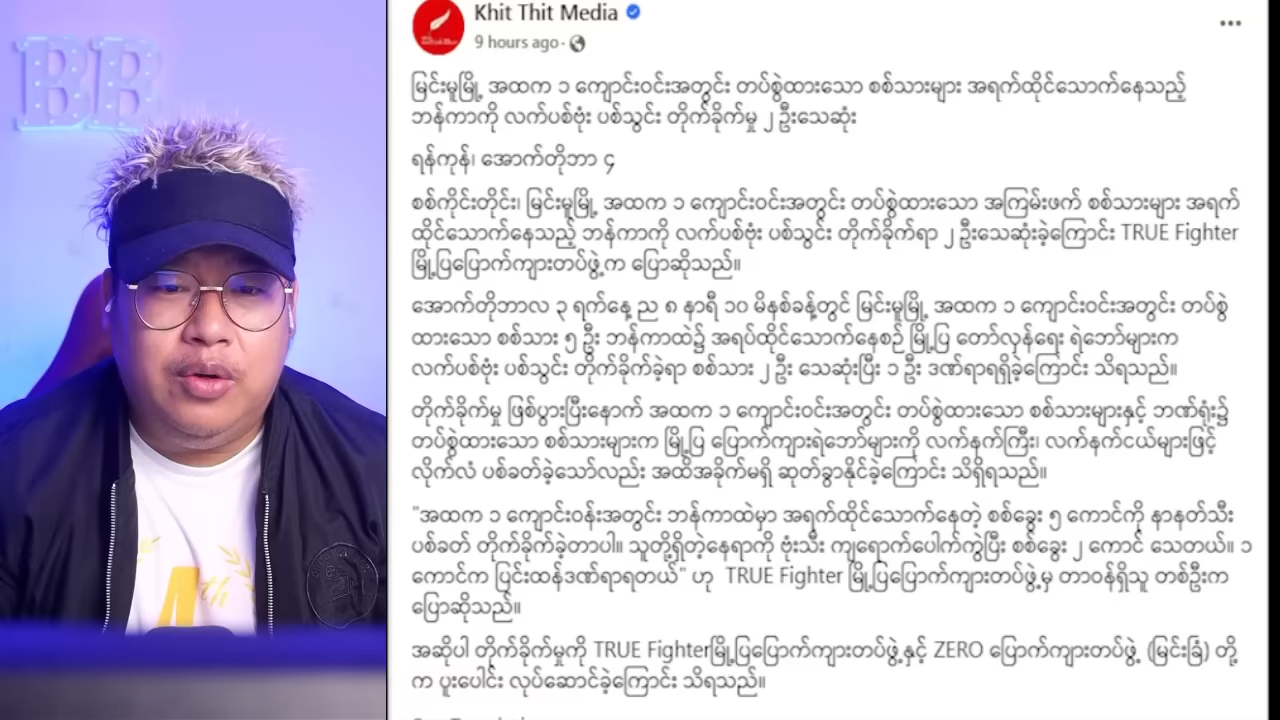 BB
Khit Thit Media
9 hours ago
မြင်းမူမြို့ အထက ၁ ကျောင်းဝင်းအတွင်း တပ်စွဲထားသော စစ်သားများ အရက်ထိုင်သောက်နေသည့်
ဘန်ကာကို လက်ပစ်ဗုံး ပစ်သွင်း တိုက်ခိုက်မှု ၂ ဦးသေဆုံး
ရန်ကုန်၊ အောက်တိုဘာ ၄
စစ်ကိုင်းတိုင်း၊ မြင်းမူမြို့ အထက ၁ ကျောင်းဝင်းအတွင်း တပ်စွဲထားသော အကြမ်းဖက် စစ်သားများ အရက်
ထိုင်သောက်နေသည့် ဘန်ကာကို လက်ပစ်ဗုံး ပစ်သွင်း တိုက်ခိုက်ရာ ၂ ဦးသေဆုံးခဲ့ကြောင်း TRUE Fighter
မြို့ပြပြောက်ကျားတပ်ဖွဲ့က ပြောဆိုသည်။
အောက်တိုဘာလ ၃ ရက်နေ့ ည ၈ နာရီ ၁၀ မိနစ်ခန့်တွင် မြင်းမူမြို့ အထက ၁ ကျောင်းဝင်းအတွင်း တပ်စွဲ
ထားသော စစ်သား ၅ ဦး ဘန်ကာထဲ၌ အရပ်ထိုင်သောက်နေစဉ် မြို့ပြ တော်လှန်ရေး ရဲဘော်များက
လက်ပစ်ဗုံး ပစ်သွင်း တိုက်ခိုက်ခဲ့ရာ စစ်သား ၂ ဦး သေဆုံးပြီး ၁ ဦး ဒဏ်ရာရရှိခဲ့ကြောင်း သိရသည်။
တိုက်ခိုက်မှု ဖြစ်ပွားပြီးနောက် အထက ၁ ကျောင်းဝင်းအတွင်း တပ်စွဲထားသော စစ်သားများနှင့် ဘဏ်ရုံး၌
တပ်စွဲထားသော စစ်သားများက မြို့ပြ ပြောက်ကျားရဲဘော်များကို လက်နက်ကြီး၊ လက်နက်ငယ်များဖြင့်
လိုက်လံ ပစ်ခတ်ခဲ့သော်လည်း အထိအခိုက်မရှိ ဆုတ်ခွာနိုင်ခဲ့ကြောင်း သိရှိရသည်။
"အထက ၁ ကျောင်းဝန်းအတွင်း ဘန်ကာထဲမှာ အရက်ထိုင်သောက်နေတဲ့ စစ်ခွေး ၅ ကောင်ကို နာနတ်သီး
ပစ်ခတ် တိုက်ခိုက်ခဲ့တာပါ။ သူတို့ရှိတဲ့နေရာကို ဗုံးသီး ကျရောက်ပေါက်ကွဲပြီး စစ်ခွေး ၂ ကောင် သေတယ်။ ၁
ကောင်က ပြင်းထန်ဒဏ်ရာရတယ်" ဟု TRUE Fighter မြို့ပြပြောက်ကျားတပ်ဖွဲ့မှ တာဝန်ရှိသူ တစ်ဦးက
ပြောဆိုသည်။
အဆိုပါ တိုက်ခိုက်မှုကို TRUE Fighterမြို့ပြပြောက်ကျားတပ်ဖွဲ့နှင့် ZERO ပြောက်ကျားတပ်ဖွဲ့ (မြင်းခြံ) တို့
က ပူးပေါင်း လုပ်ဆောင်ခဲ့ကြောင်း သိရသည်။